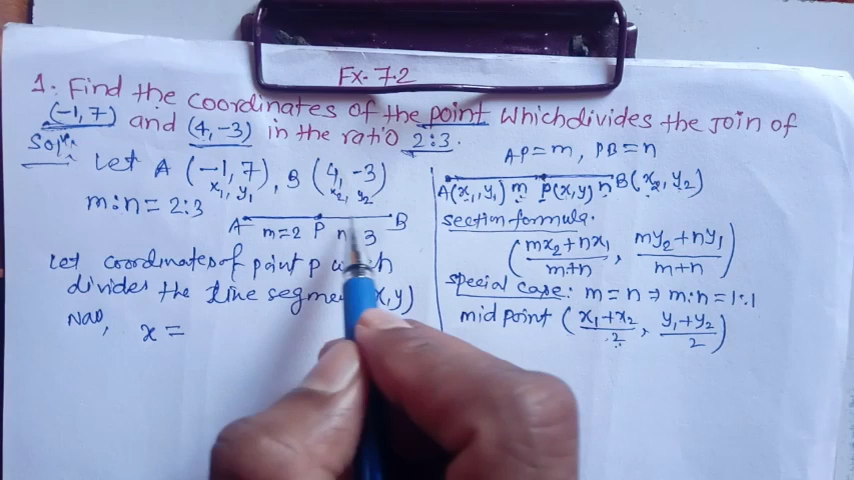 Ex- 7.2
1. Find the coordinates of the point which divides the Join of
(-1,7) and (4,-3) in the ratio 2:3.
Solⁿ:
Let A (-1, 7), B (4, -3)
x₁, y₁ x₂, y₂
m:n = 2:3
A m=2 P n 3 B
Let coordinates of point P
divides the line segmen x, y)
Now, x =
AP=m, PB=n
A(x₁,y₁) m P(x,y) n B(x₂,y₂)
section formula.
(mx₂+nx₁/m+n, my₂+ny₁/m+n)
special case: m=n ⇒ m:n=1:1
mid point (x₁+x₂/2, y₁+y₂/2)